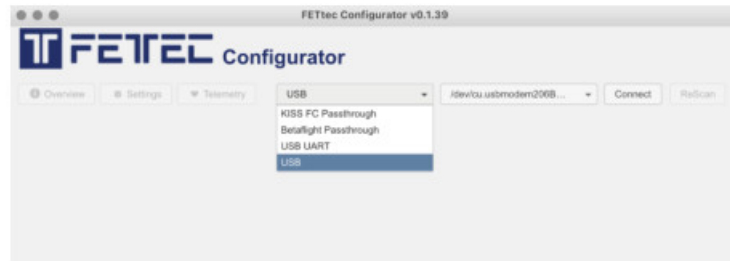 FETtec Configurator v0.1.39
FETTEC Configurator
Overview Settings Telemetry USB /dev/cu.usbmodem206B... Connect ReScan
KISS FC Passthrough
Betaflight Passthrough
USB UART
USB